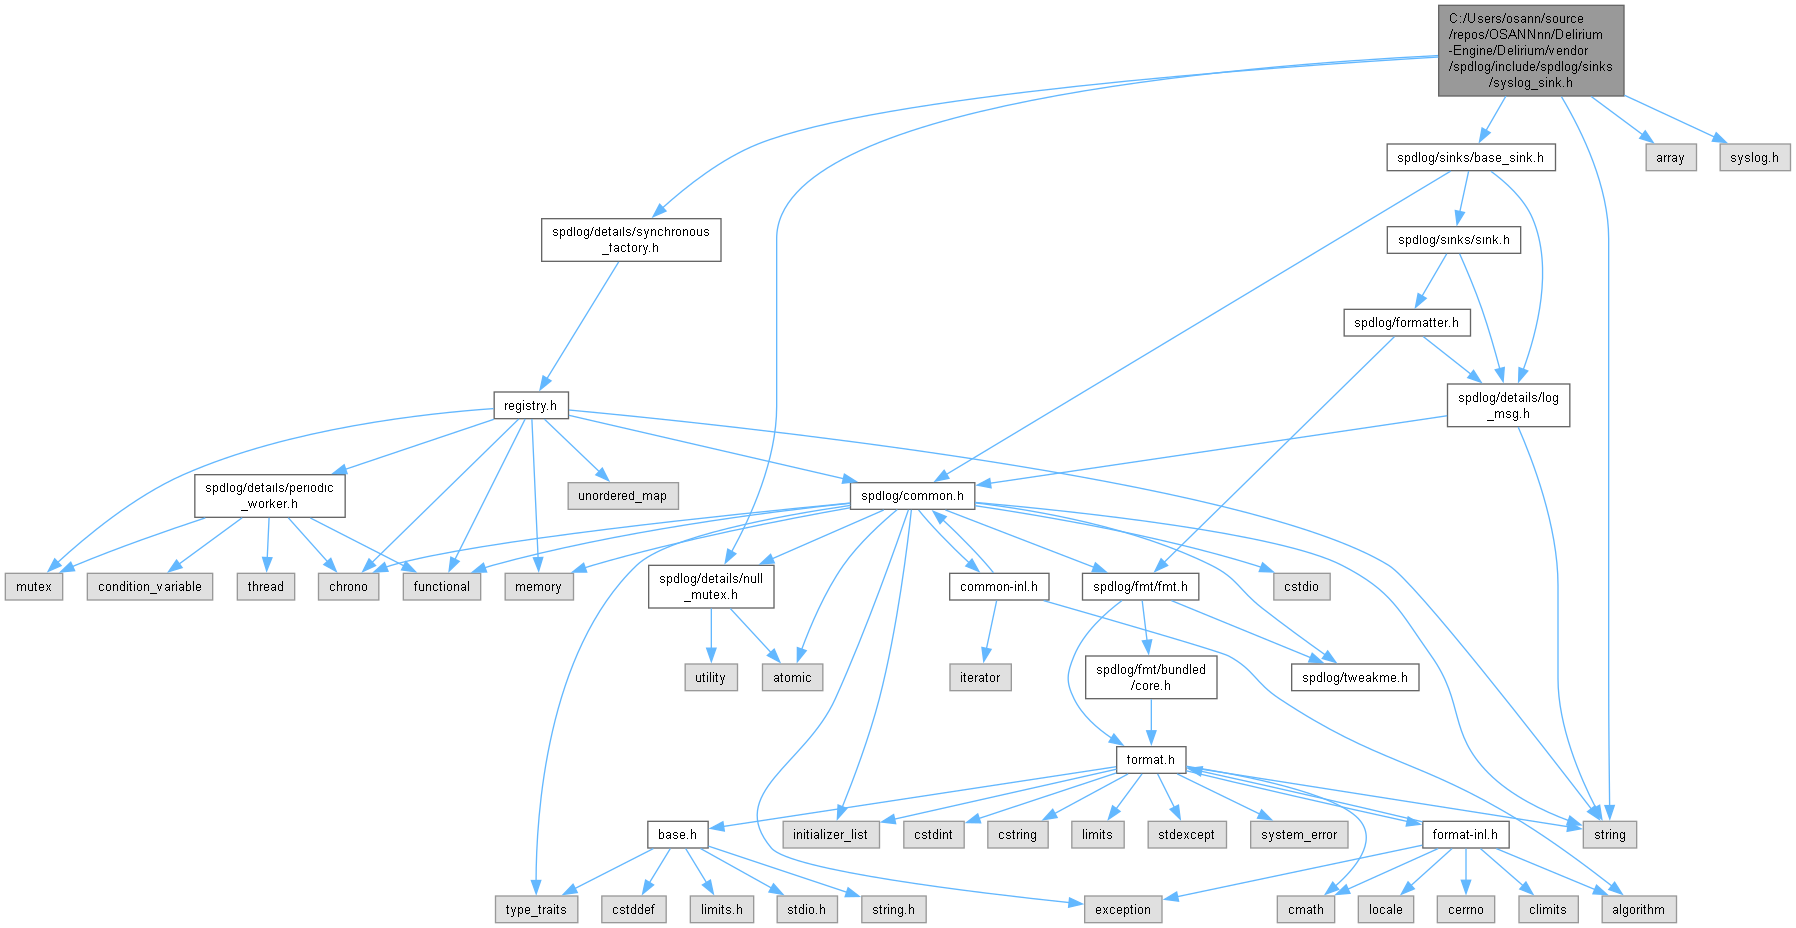 C:/Users/osann/source
/repos/OSANNnn/Delirium
-Engine/Delirium/vendor
/spdlog/include/spdlog/sinks
/syslog_sink.h
spdlog/sinks/base_sink.h
array
syslog.h
spdlog/details/synchronous
_factory.h
spdlog/sinks/sink.h
spdlog/formatter.h
registry.h
spdlog/details/log
_msg.h
spdlog/details/periodic
_worker.h
unordered_map
spdlog/common.h
mutex
condition_variable
thread
chrono
functional
memory
spdlog/details/null
_mutex.h
common-inl.h
spdlog/fmt/fmt.h
cstdio
utility
atomic
iterator
spdlog/fmt/bundled
/core.h
spdlog/tweakme.h
format.h
base.h
initializer_list
cstdint
cstring
limits
stdexcept
system_error
format-inl.h
string
type_traits
cstddef
limits.h
stdio.h
string.h
exception
cmath
locale
cerrno
climits
algorithm